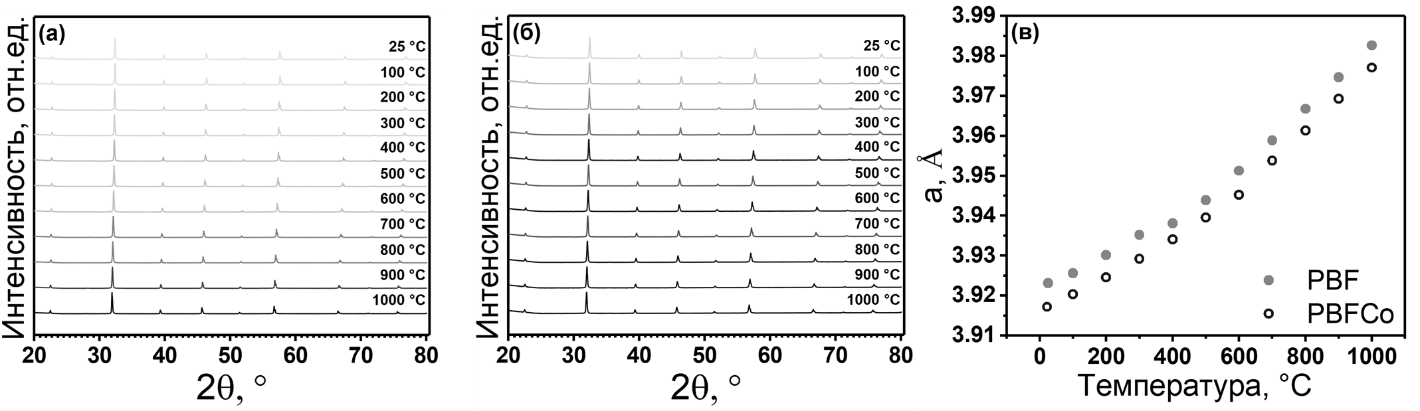 (а)
Интенсивность, отн.ед.
25 °C
100 °C
200 °C
300 °C
400 °C
500 °C
600 °C
700 °C
800 °C
900 °C
1000 °C
20 30 40 50 60 70 80
2θ, °
(б)
Интенсивность, отн.ед.
25 °C
100 °C
200 °C
300 °C
400 °C
500 °C
600 °C
700 °C
800 °C
900 °C
1000 °C
20 30 40 50 60 70 80
2θ, °
(в)
a, Å
3.99
3.98
3.97
3.96
3.95
3.94
3.93
3.92
3.91
PBF
PBFCo
0 200 400 600 800 1000
Температура, °C